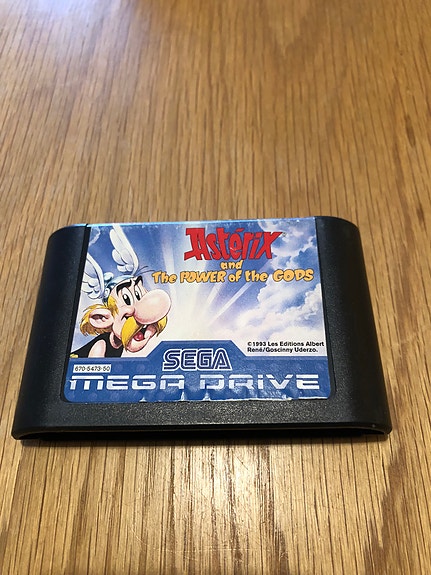 Astérix
and
The POWER of the GODS
©1993 Les Editions Albert
René/Goscinny Uderzo.
SEGA
670-5473-50
MEGA DRIVE